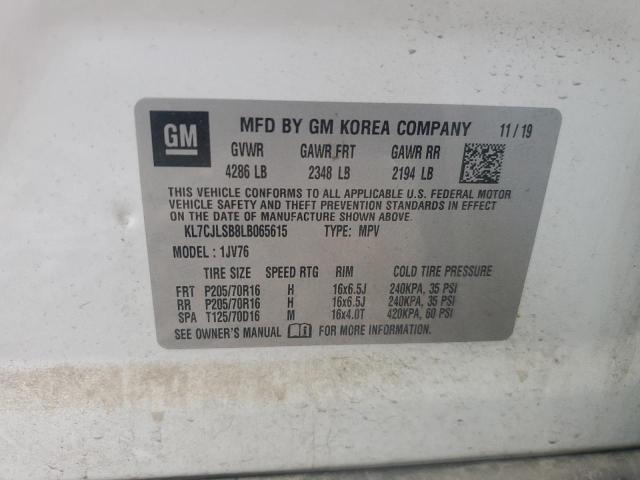 GM MFD BY GM KOREA COMPANY 11 / 19
GVWR GAWR FRT GAWR RR
4286 LB 2348 LB 2194 LB
THIS VEHICLE CONFORMS TO ALL APPLICABLE U.S. FEDERAL MOTOR
VEHICLE SAFETY AND THEFT PREVENTION STANDARDS IN EFFECT
ON THE DATE OF MANUFACTURE SHOWN ABOVE.
KL7CJLSB8LB065615 TYPE: MPV
MODEL : 1JV76
TIRE SIZE SPEED RTG RIM COLD TIRE PRESSURE
FRT P205/70R16 H 16x6.5J 240KPA, 35 PSI
RR P205/70R16 H 16x6.5J 240KPA, 35 PSI
SPA T125/70D16 M 16x4.0T 420KPA, 60 PSI
SEE OWNER'S MANUAL FOR MORE INFORMATION.